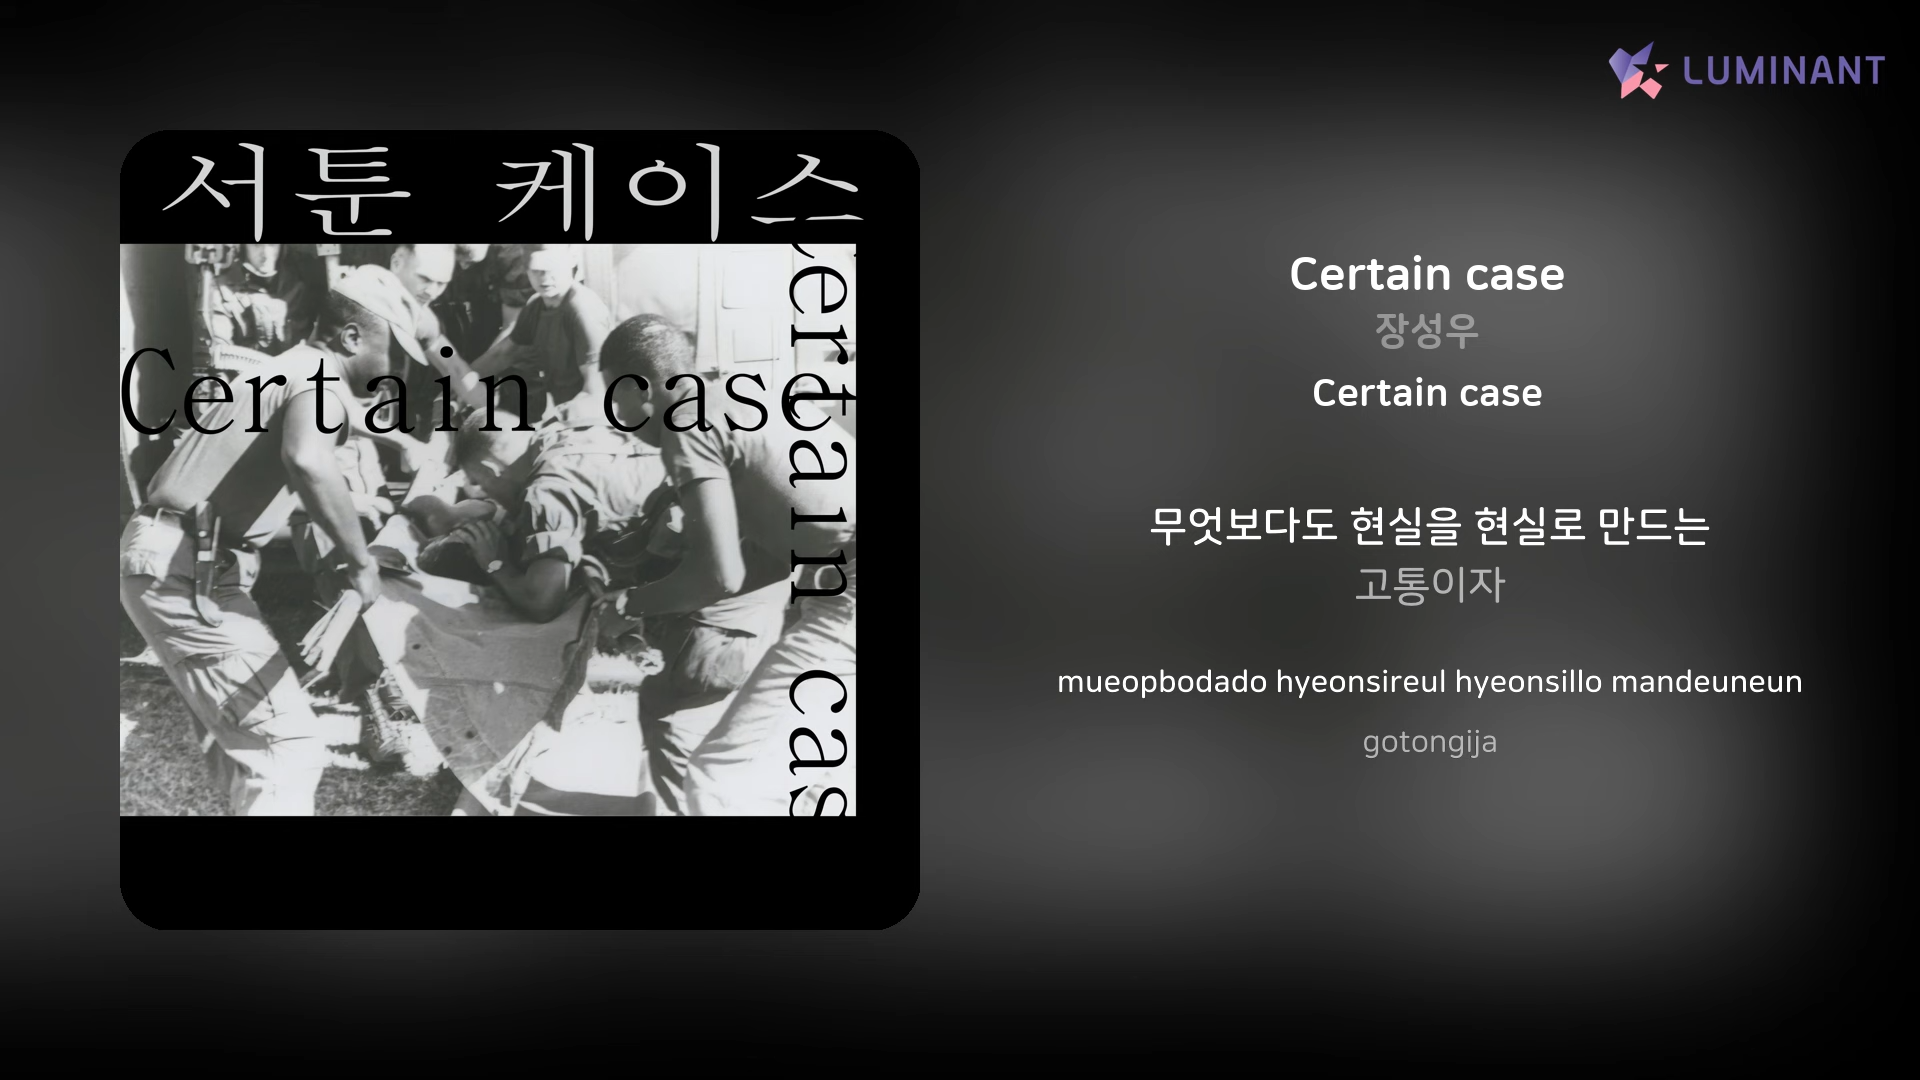 LUMINANT
서툰 케이스
Certain case
Certain cas
Certain case
장성우
Certain case
무엇보다도 현실을 현실로 만드는
고통이자
mueopbodado hyeonsireul hyeonsillo mandeuneun
gotongija